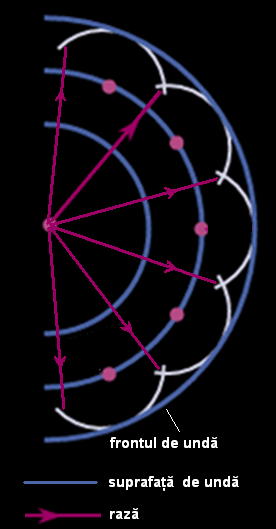 frontul de undă
suprafață de undă
rază